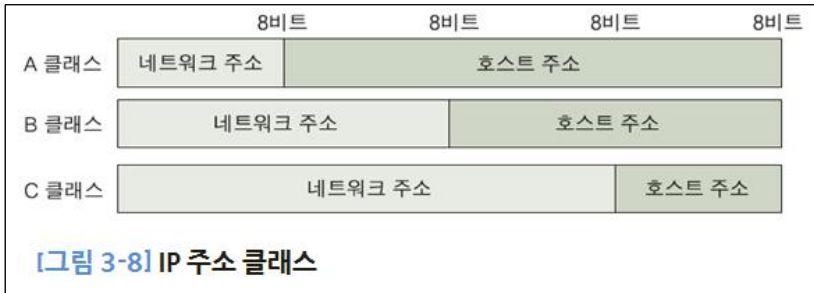 8비트 8비트 8비트 8비트
A 클래스 네트워크 주소 호스트 주소
B 클래스 네트워크 주소 호스트 주소
C 클래스 네트워크 주소 호스트 주소
[그림 3-8] IP 주소 클래스